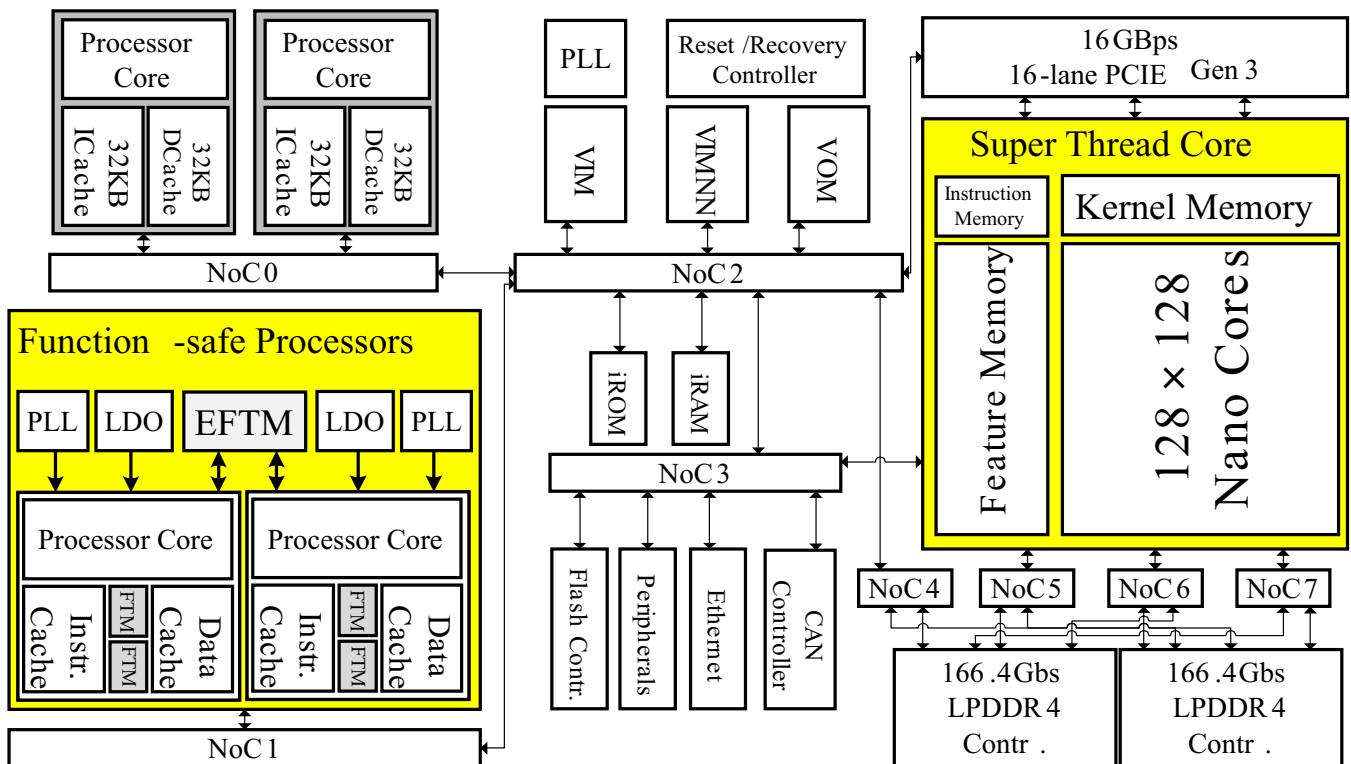 Processor
Core
32KB
ICache
32KB
DCache
Processor
Core
32KB
ICache
32KB
DCache
NoC0
PLL
Reset /Recovery
Controller
VIM
VIMNN
VOM
NoC2
16GBps
16-lane PCIE Gen 3
Super Thread Core
Instruction
Memory
Kernel Memory
Feature Memory
128 × 128
Nano Cores
Function -safe Processors
PLL
LDO
EFTM
LDO
PLL
Processor Core
Instr.
Cache
FTM
FTM
Data
Cache
Processor Core
Instr.
Cache
FTM
FTM
Data
Cache
NoC1
iROM
iRAM
NoC3
Flash Contr.
Peripherals
Ethernet
CAN
Controller
NoC4
NoC5
NoC6
NoC7
166 .4Gbs
LPDDR4
Contr .
166 .4Gbs
LPDDR4
Contr .